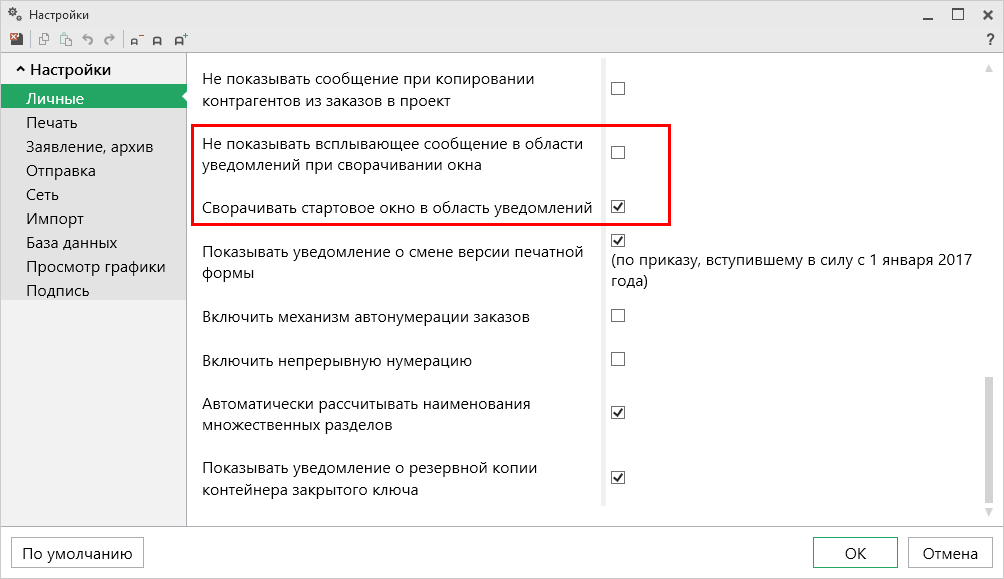 Настройки
?
Настройки
Личные
Печать
Заявление, архив
Отправка
Сеть
Импорт
База данных
Просмотр графики
Подпись
Не показывать сообщение при копировании
контрагентов из заказов в проект
Не показывать всплывающее сообщение в области
уведомлений при сворачивании окна
Сворачивать стартовое окно в область уведомлений
Показывать уведомление о смене версии печатной
формы
(по приказу, вступившему в силу с 1 января 2017
года)
Включить механизм автонумерации заказов
Включить непрерывную нумерацию
Автоматически рассчитывать наименования
множественных разделов
Показывать уведомление о резервной копии
контейнера закрытого ключа
По умолчанию
ОК
Отмена